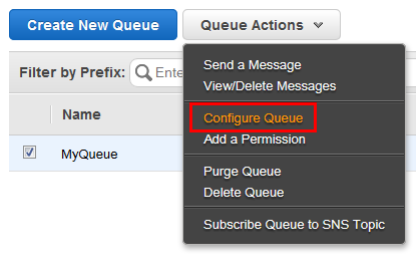 Create New Queue
Queue Actions
Filter by Prefix: Ente
Send a Message
View/Delete Messages
Name
Configure Queue
Add a Permission
MyQueue
Purge Queue
Delete Queue
Subscribe Queue to SNS Topic